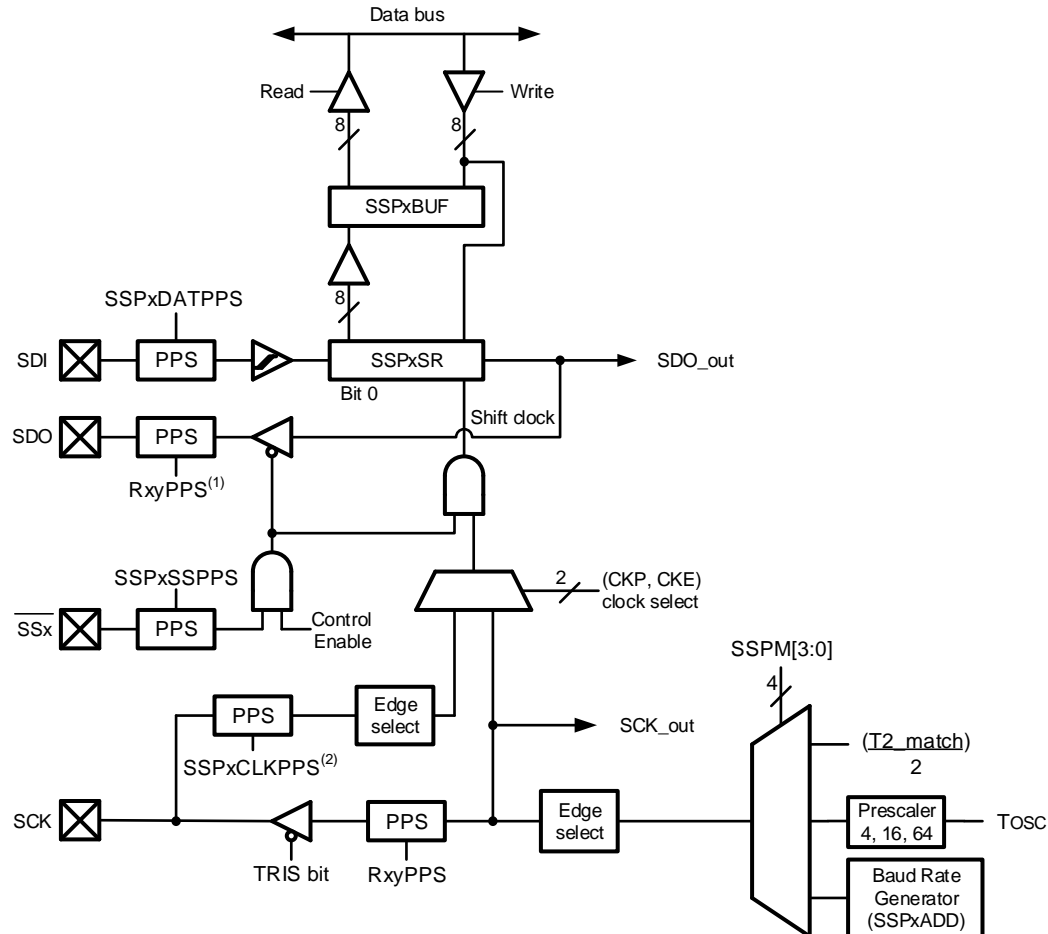 Data bus
Read
Write
8
8
SSPxBUF
8
SSPxDATPPS
SDI
PPS
SSPxSR
SDO_out
Bit 0
Shift clock
SDO
PPS
RxyPPS(1)
SSPxSSPPS
2
(CKP, CKE)
clock select
SSx
PPS
Control
Enable
SSPM[3:0]
4
PPS
Edge
select
SCK_out
(T2_match)
2
SSPxCLKPPS(2)
SCK
PPS
Edge
select
Prescaler
4, 16, 64
TOSC
TRIS bit
RxyPPS
Baud Rate
Generator
(SSPxADD)